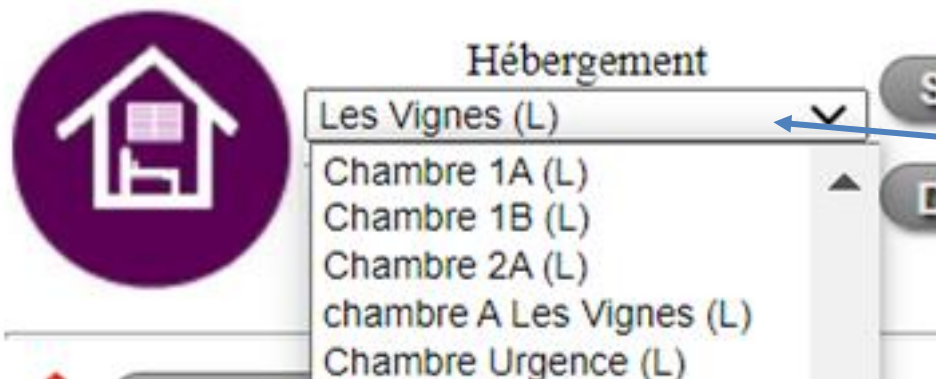 Hébergement
Les Vignes (L)
Chambre 1A (L)
Chambre 1B (L)
Chambre 2A (L)
chambre A Les Vignes (L)
Chambre Urgence (L)